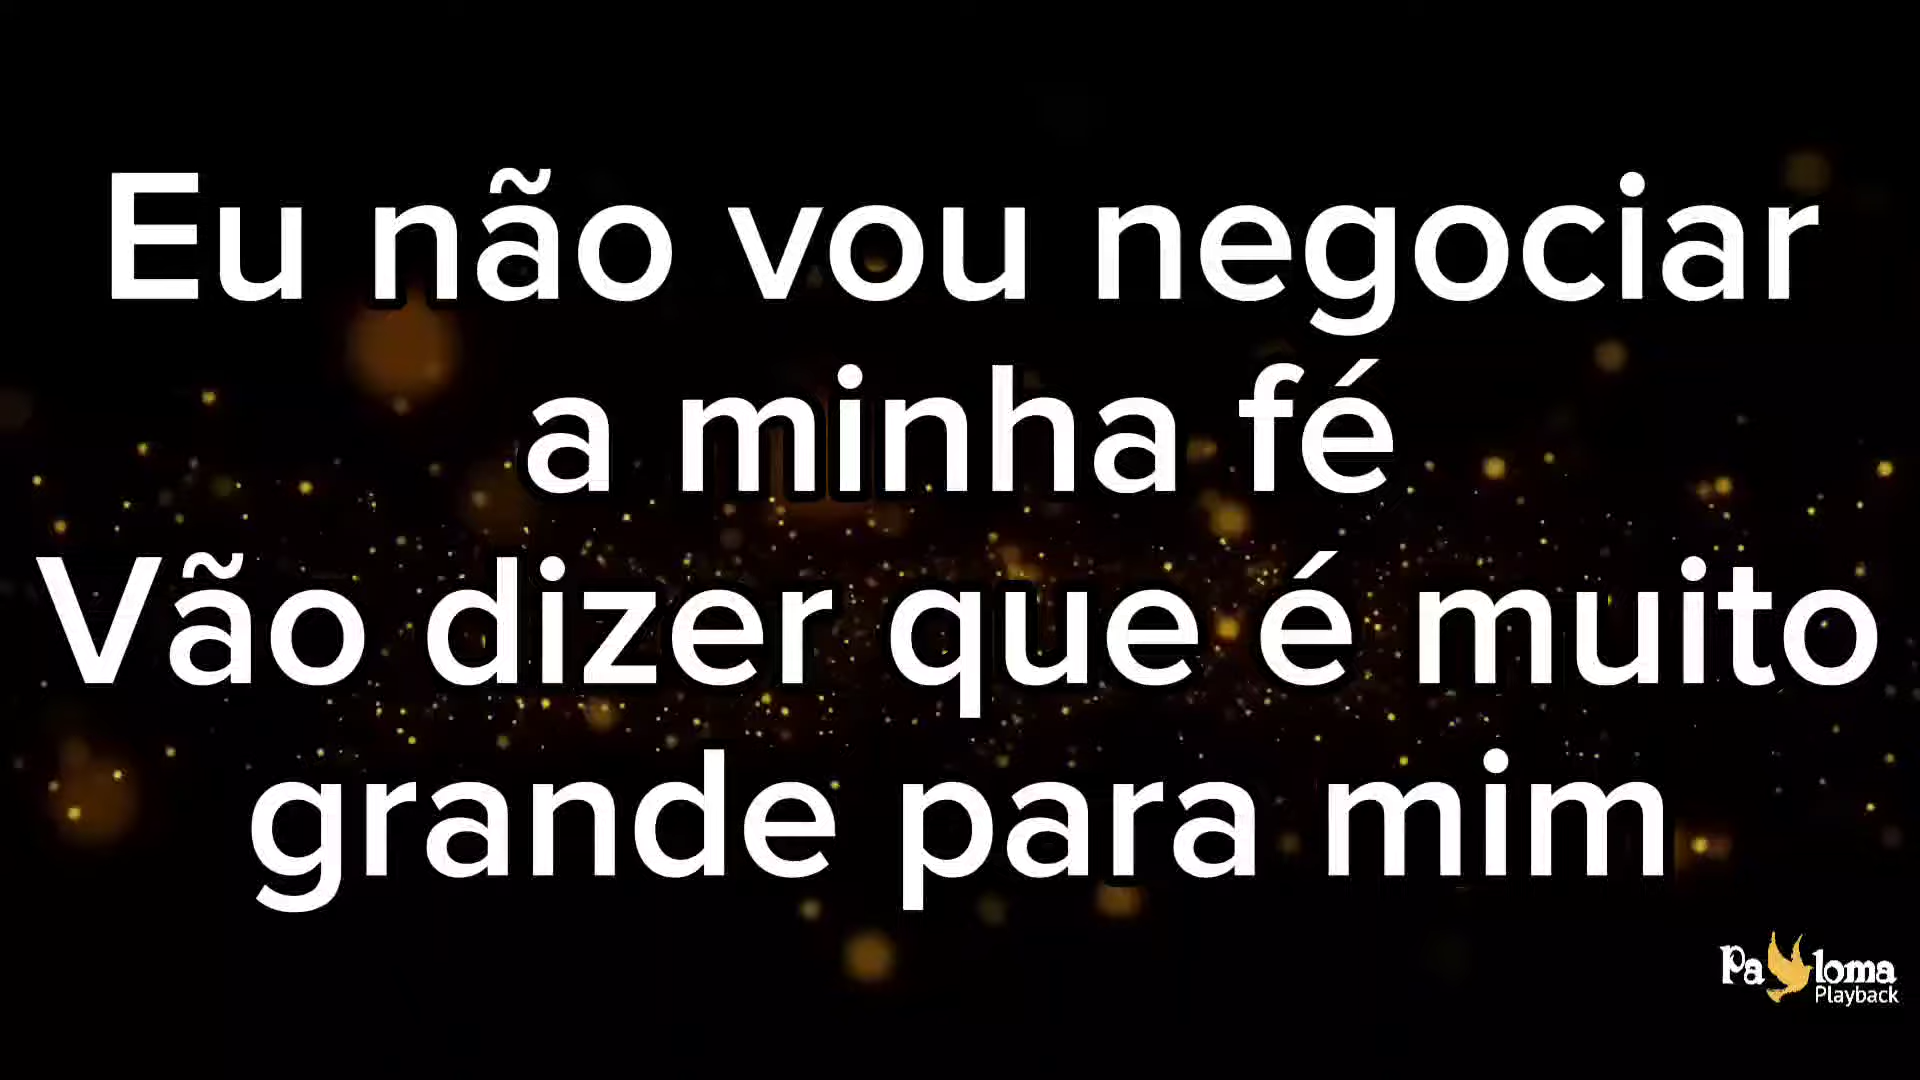 Eu não vou negociar
a minha fé
Vão dizer que é muito
grande para mim
Paloma
Playback